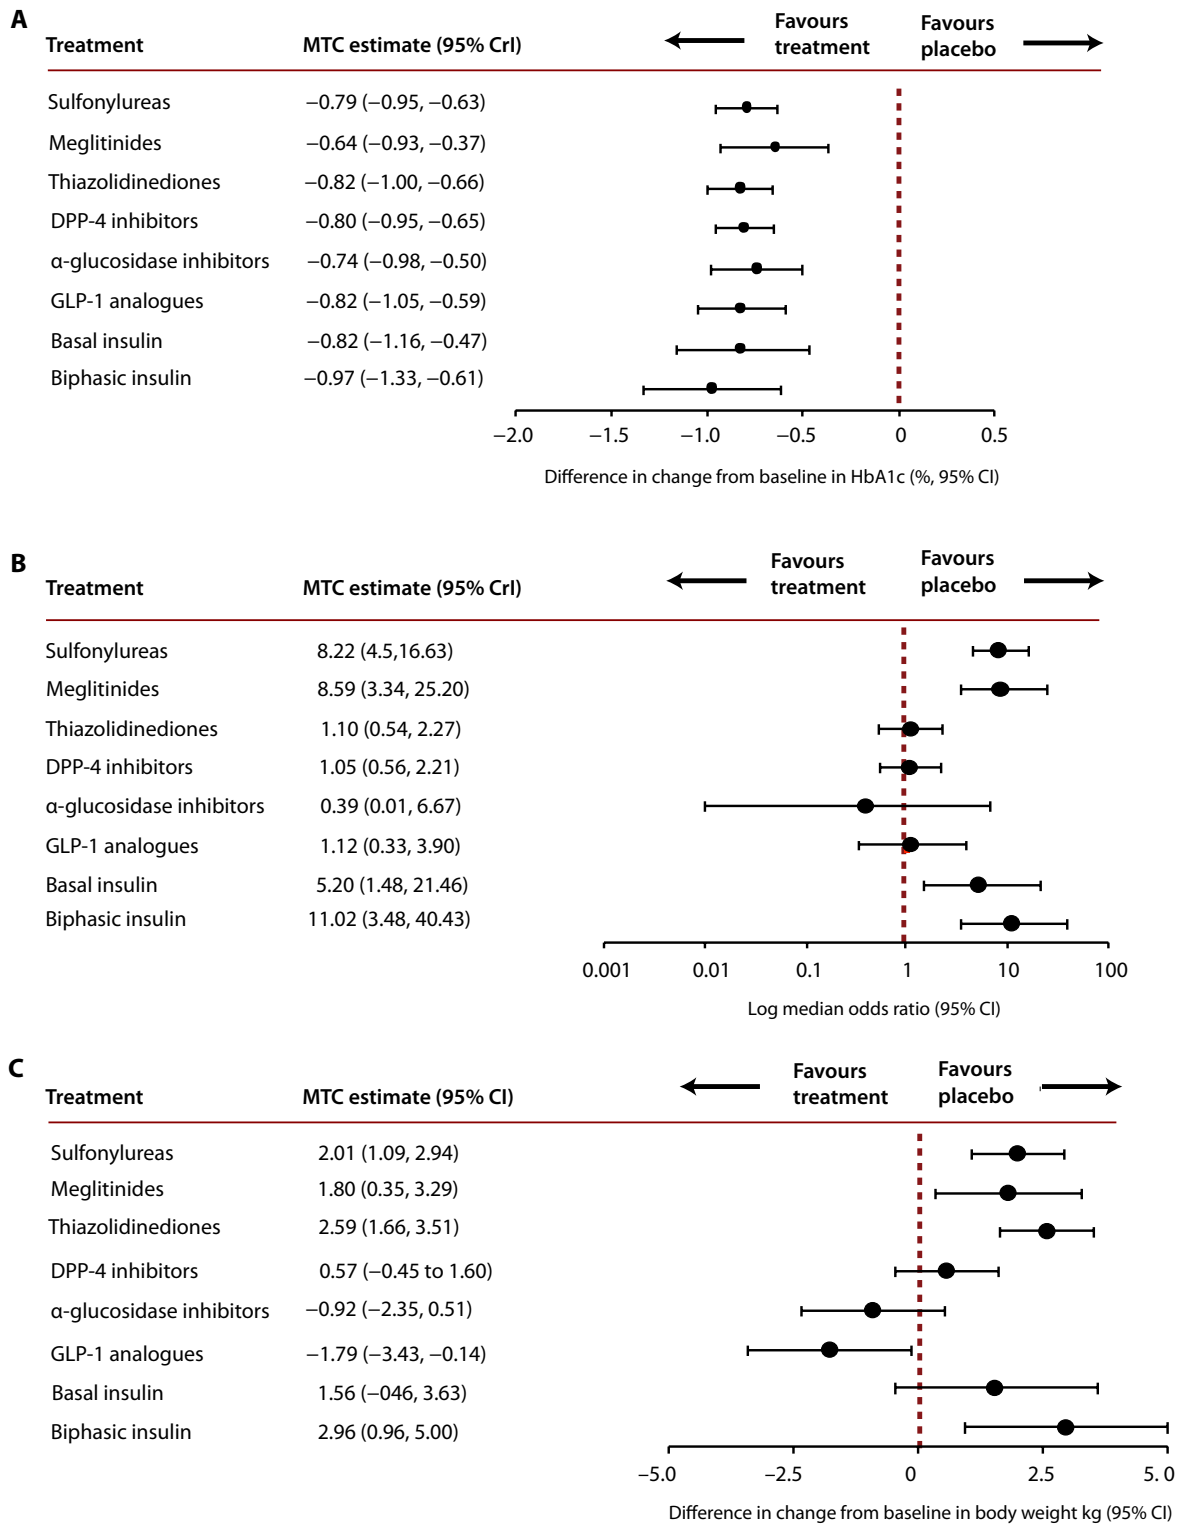 A
Treatment MTC estimate (95% CrI) Favours treatment Favours placebo
Sulfonylureas −0.79 (−0.95, −0.63)
Meglitinides −0.64 (−0.93, −0.37)
Thiazolidinediones −0.82 (−1.00, −0.66)
DPP-4 inhibitors −0.80 (−0.95, −0.65)
α-glucosidase inhibitors −0.74 (−0.98, −0.50)
GLP-1 analogues −0.82 (−1.05, −0.59)
Basal insulin −0.82 (−1.16, −0.47)
Biphasic insulin −0.97 (−1.33, −0.61)
−2.0 −1.5 −1.0 −0.5 0 0.5
Difference in change from baseline in HbA1c (%, 95% CI)
B
Treatment MTC estimate (95% CrI) Favours treatment Favours placebo
Sulfonylureas 8.22 (4.5,16.63)
Meglitinides 8.59 (3.34, 25.20)
Thiazolidinediones 1.10 (0.54, 2.27)
DPP-4 inhibitors 1.05 (0.56, 2.21)
α-glucosidase inhibitors 0.39 (0.01, 6.67)
GLP-1 analogues 1.12 (0.33, 3.90)
Basal insulin 5.20 (1.48, 21.46)
Biphasic insulin 11.02 (3.48, 40.43)
0.001 0.01 0.1 1 10 100
Log median odds ratio (95% CI)
C
Treatment MTC estimate (95% CI) Favours treatment Favours placebo
Sulfonylureas 2.01 (1.09, 2.94)
Meglitinides 1.80 (0.35, 3.29)
Thiazolidinediones 2.59 (1.66, 3.51)
DPP-4 inhibitors 0.57 (−0.45 to 1.60)
α-glucosidase inhibitors −0.92 (−2.35, 0.51)
GLP-1 analogues −1.79 (−3.43, −0.14)
Basal insulin 1.56 (−046, 3.63)
Biphasic insulin 2.96 (0.96, 5.00)
−5.0 −2.5 0 2.5 5. 0
Difference in change from baseline in body weight kg (95% CI)